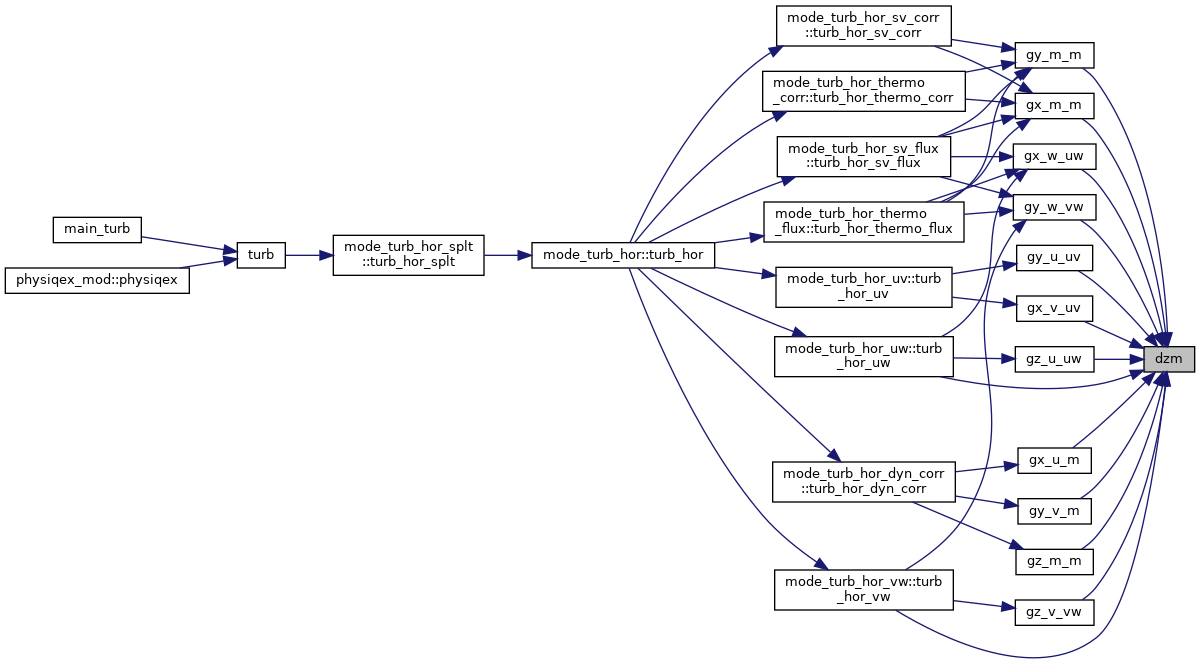 main_turb
physiqex_mod::physiqex
turb
mode_turb_hor_splt
::turb_hor_splt
mode_turb_hor::turb_hor
mode_turb_hor_sv_corr
::turb_hor_sv_corr
mode_turb_hor_thermo
_corr::turb_hor_thermo_corr
mode_turb_hor_sv_flux
::turb_hor_sv_flux
mode_turb_hor_thermo
_flux::turb_hor_thermo_flux
mode_turb_hor_uv::turb
_hor_uv
mode_turb_hor_uw::turb
_hor_uw
mode_turb_hor_dyn_corr
::turb_hor_dyn_corr
mode_turb_hor_vw::turb
_hor_vw
gy_m_m
gx_m_m
gx_w_uw
gy_w_vw
gy_u_uv
gx_v_uv
gz_u_uw
gx_u_m
gy_v_m
gz_m_m
gz_v_vw
dzm